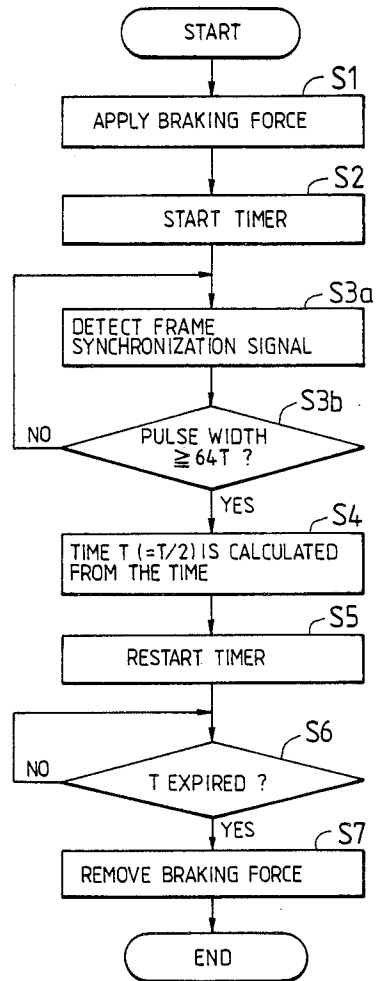 START
S1
APPLY BRAKING FORCE
S2
START TIMER
S3a
DETECT FRAME
SYNCHRONIZATION SIGNAL
S3b
PULSE WIDTH
≧ 64T ?
NO
YES
S4
TIME T (=T/2) IS CALCULATED
FROM THE TIME
S5
RESTART TIMER
S6
T EXPIRED ?
NO
YES
S7
REMOVE BRAKING FORCE
END